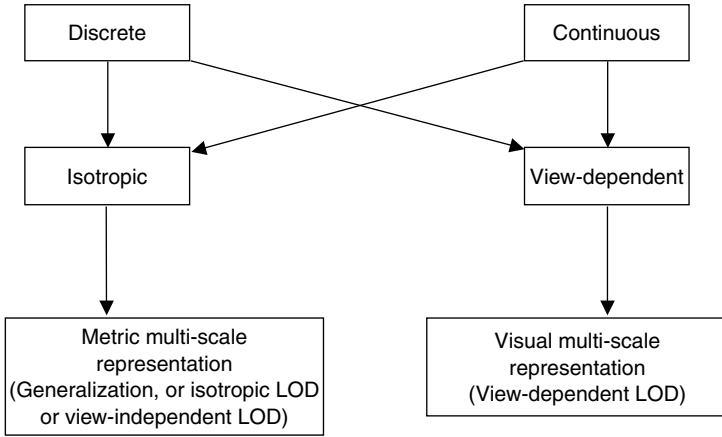 Discrete
Continuous
Isotropic
View-dependent
Metric multi-scale
representation
(Generalization, or isotropic LOD
or view-independent LOD)
Visual multi-scale
representation
(View-dependent LOD)